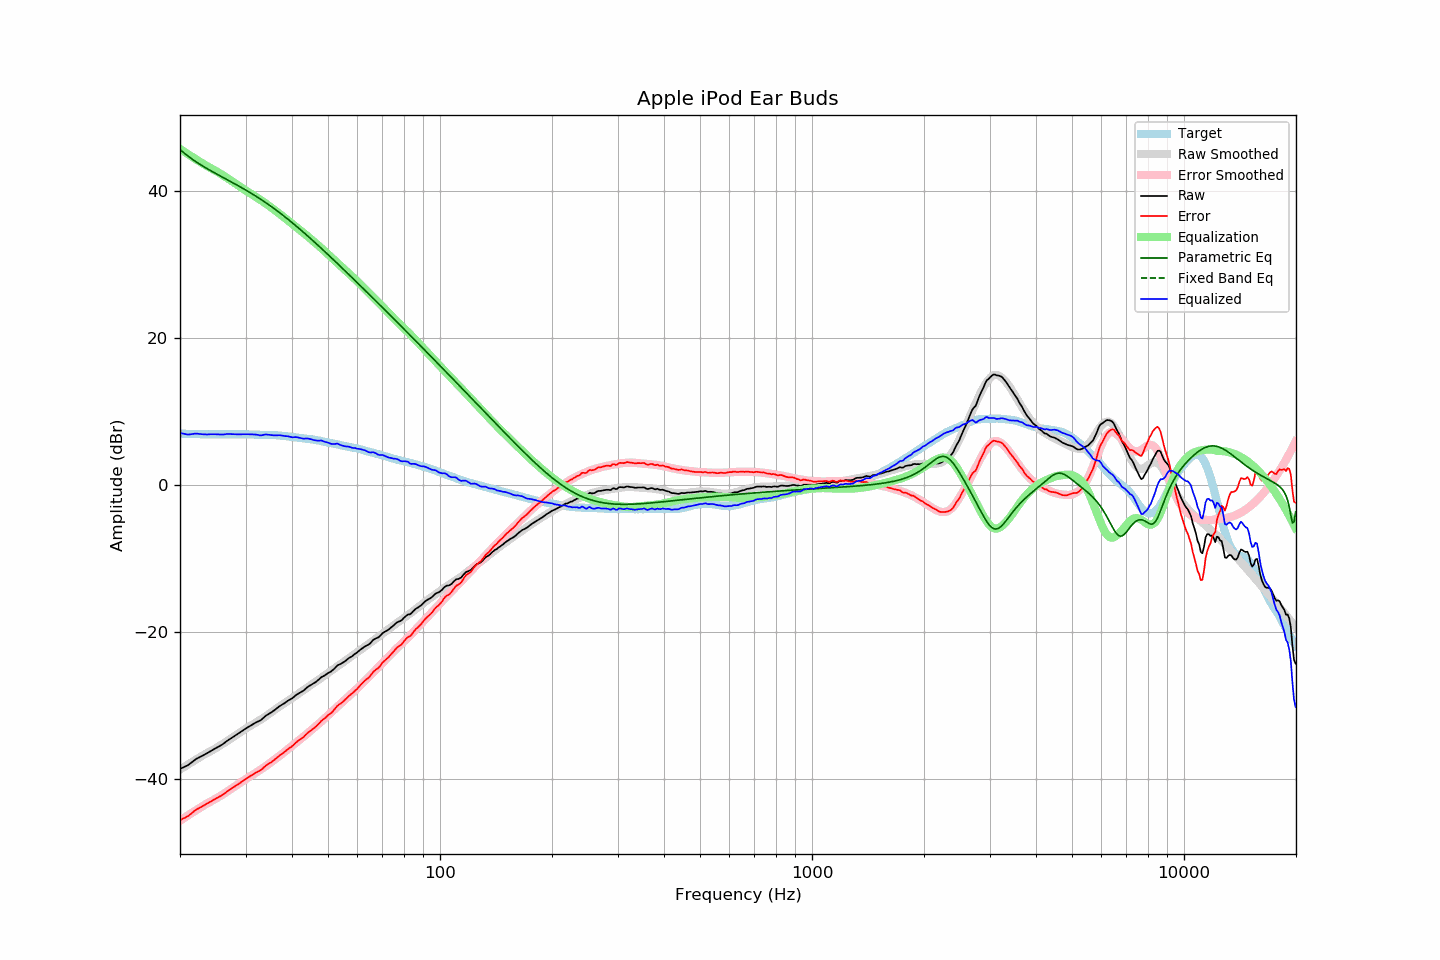 Apple iPod Ear Buds
Target
Raw Smoothed
Error Smoothed
Raw
Error
Equalization
Parametric Eq
Fixed Band Eq
Equalized
40
20
0
−20
−40
Amplitude (dBr)
100
1000
10000
Frequency (Hz)